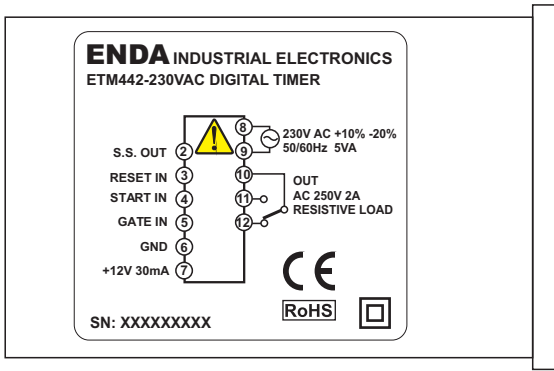 ENDA INDUSTRIAL ELECTRONICS
ETM442-230VAC DIGITAL TIMER
8
230V AC +10% -20%
S.S. OUT 2
9
50/60Hz 5VA
RESET IN 3
10
OUT
START IN 4
11
AC 250V 2A
GATE IN 5
12
RESISTIVE LOAD
GND 6
+12V 30mA 7
CE
RoHS
SN: XXXXXXXXX